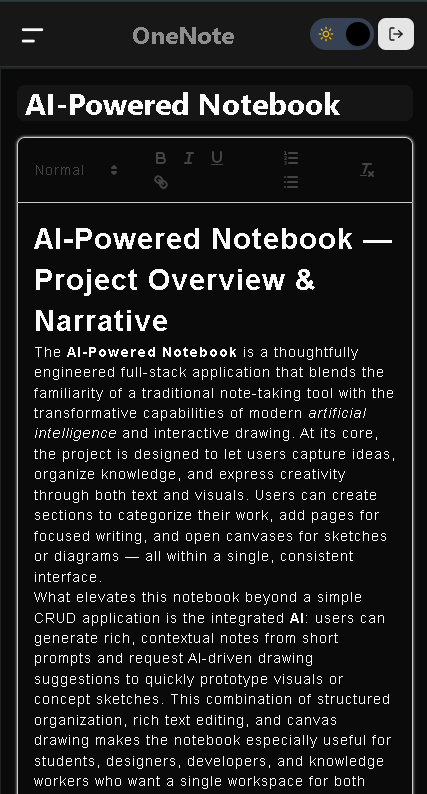 OneNote
AI-Powered Notebook
Normal
B I U
AI-Powered Notebook —
Project Overview &
Narrative
The AI-Powered Notebook is a thoughtfully
engineered full-stack application that blends the
familiarity of a traditional note-taking tool with the
transformative capabilities of modern artificial
intelligence and interactive drawing. At its core,
the project is designed to let users capture ideas,
organize knowledge, and express creativity
through both text and visuals. Users can create
sections to categorize their work, add pages for
focused writing, and open canvases for sketches
or diagrams — all within a single, consistent
interface.
What elevates this notebook beyond a simple
CRUD application is the integrated AI: users can
generate rich, contextual notes from short
prompts and request AI-driven drawing
suggestions to quickly prototype visuals or
concept sketches. This combination of structured
organization, rich text editing, and canvas
drawing makes the notebook especially useful for
students, designers, developers, and knowledge
workers who want a single workspace for both